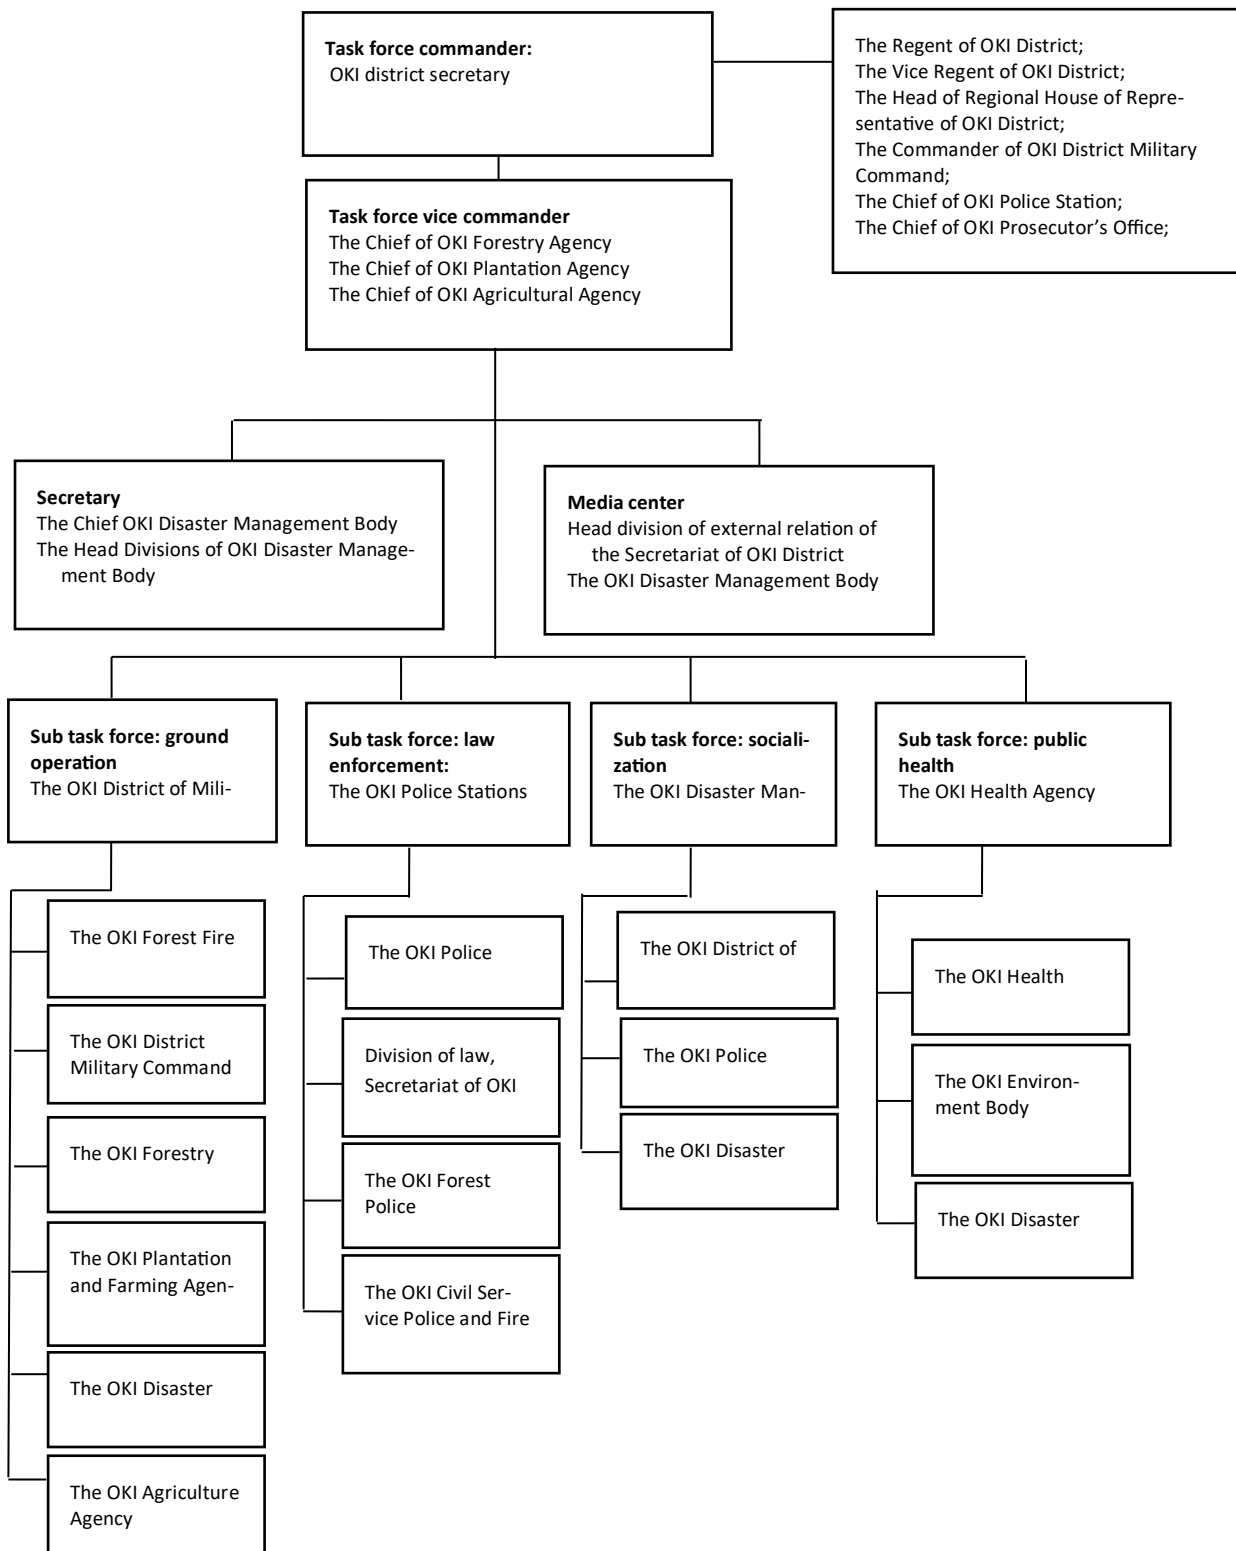 Task force commander:
OKI district secretary
The Regent of OKI District;
The Vice Regent of OKI District;
The Head of Regional House of Repre-
sentative of OKI District;
The Commander of OKI District Military
Command;
The Chief of OKI Police Station;
The Chief of OKI Prosecutor’s Office;
Task force vice commander
The Chief of OKI Forestry Agency
The Chief of OKI Plantation Agency
The Chief of OKI Agricultural Agency
Secretary
The Chief OKI Disaster Management Body
The Head Divisions of OKI Disaster Manage-
ment Body
Media center
Head division of external relation of
the Secretariat of OKI District
The OKI Disaster Management Body
Sub task force: ground
operation
The OKI District of Mili-
Sub task force: law
enforcement:
The OKI Police Stations
Sub task force: sociali-
zation
The OKI Disaster Man-
Sub task force: public
health
The OKI Health Agency
The OKI Forest Fire
The OKI District
Military Command
The OKI Forestry
The OKI Plantation
and Farming Agen-
The OKI Disaster
The OKI Agriculture
Agency
The OKI Police
Division of law,
Secretariat of OKI
The OKI Forest
Police
The OKI Civil Ser-
vice Police and Fire
The OKI District of
The OKI Police
The OKI Disaster
The OKI Health
The OKI Environ-
ment Body
The OKI Disaster